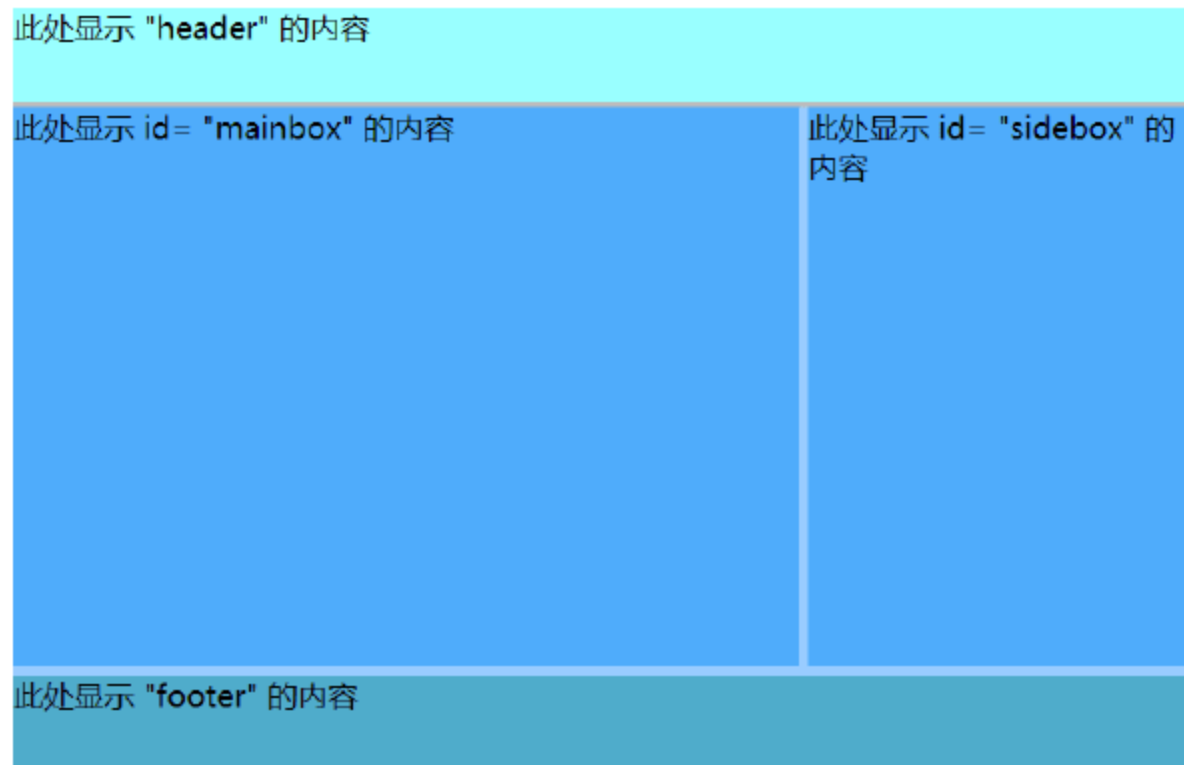 此处显示 "header" 的内容
此处显示 id= "mainbox" 的内容
此处显示 id= "sidebox" 的
内容
此处显示 "footer" 的内容